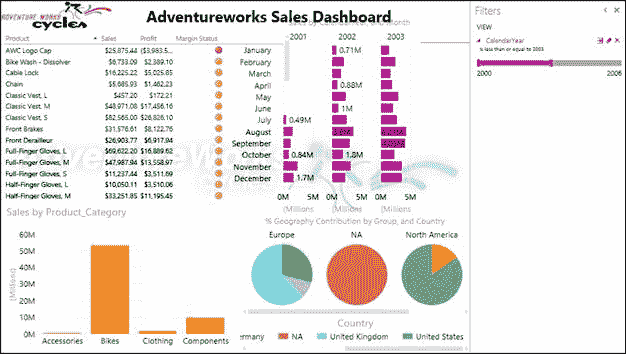 ADVENTURE WORKS
cycles
Adventureworks Sales Dashboard
Product Sales Profit Margin Status
AWC Logo Cap $25,875.44 ($3,983.5...
Bike Wash - Dissolver $6,733.09 $2,389.10
Cable Lock $16,225.22 $5,025.85
Chain $5,685.93 $1,462.23
Classic Vest, L $457.20 $172.21
Classic Vest, M $48,971.08 $17,456.16
Classic Vest, S $82,565.00 $26,826.10
Front Brakes $31,576.61 $8,122.76
Front Derailleur $26,903.77 $6,917.94
Full-Finger Gloves, L $69,622.20 $16,889.62
Full-Finger Gloves, M $47,987.94 $13,558.97
Full-Finger Gloves, S $11,237.44 $3,511.69
Half-Finger Gloves, L $10,050.11 $3,510.06
Half-Finger Gloves, M $33,251.85 $11,195.45
2001 2002 2003
January 0.71M
February
March
April 0.88M
May
June 1M
July 0.49M
August
September
October 0.84M 1.8M
November
December 1.7M
0M 5M 0M 5M 0M 5M
(Millions (Millions (Millions
Sales by Product_Category
60M
50M
40M
30M
20M
10M
0M
(Millions)
Accessories Bikes Clothing Components
% Geography Contribution by Group, and Country
Europe NA North America
Country
ermany NA United Kingdom United States
Filters
VIEW
CalendarYear
is less than or equal to 2003
2000 2006